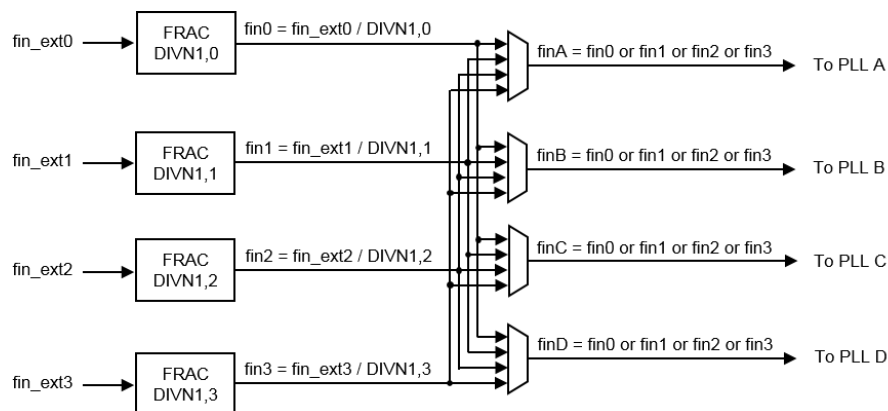 fin_ext0
FRAC
DIVN1,0
fin0 = fin_ext0 / DIVN1,0
finA = fin0 or fin1 or fin2 or fin3
To PLL A
fin_ext1
FRAC
DIVN1,1
fin1 = fin_ext1 / DIVN1,1
finB = fin0 or fin1 or fin2 or fin3
To PLL B
fin_ext2
FRAC
DIVN1,2
fin2 = fin_ext2 / DIVN1,2
finC = fin0 or fin1 or fin2 or fin3
To PLL C
fin_ext3
FRAC
DIVN1,3
fin3 = fin_ext3 / DIVN1,3
finD = fin0 or fin1 or fin2 or fin3
To PLL D